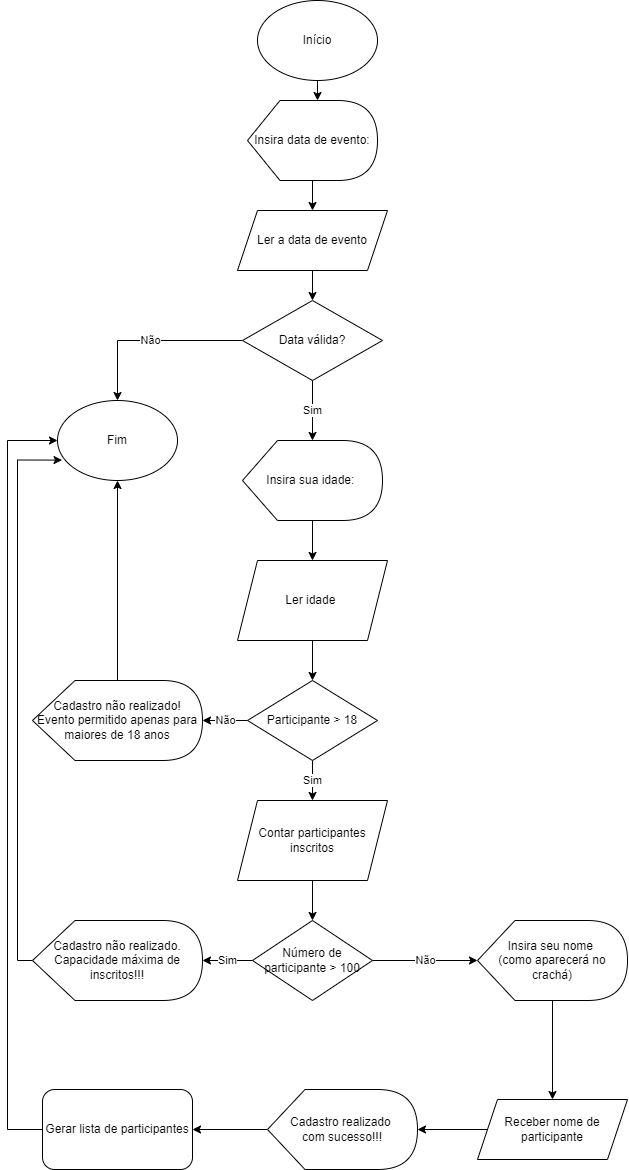 Início
Insira data de evento:
Ler a data de evento
Data válida?
Não
Sim
Fim
Insira sua idade:
Ler idade
Participante > 18
Não
Cadastro não realizado!
Evento permitido apenas para
maiores de 18 anos
Sim
Contar participantes
inscritos
Número de
participante > 100
Sim
Cadastro não realizado.
Capacidade máxima de
inscritos!!!
Não
Insira seu nome
(como aparecerá no
crachá)
Receber nome de
participante
Cadastro realizado
com sucesso!!!
Gerar lista de participantes